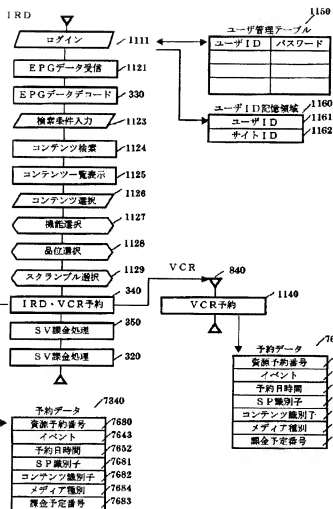 IRD
ログイン
1111
EPGデータ受信
1121
EPGデータデコード
330
検索条件入力
1123
コンテンツ検索
1124
コンテンツ一覧表示
1125
コンテンツ選択
1126
機能選択
1127
品位選択
1128
スクランブル選択
1129
IRD・VCR予約
340
SV課金処理
350
SV課金処理
320
1150
ユーザ管理テーブル
ユーザID パスワード
ユーザID記憶領域
1160
ユーザID
1161
サイトID
1162
VCR
840
VCR予約
1140
予約データ
資源予約番号
イベント
予約日時間
SP識別子
コンテンツ識別子
メディア種別
課金予定番号
予約データ
7840
資源予約番号
7680
イベント
7643
予約日時間
7652
SP識別子
7681
コンテンツ識別子
7682
メディア種別
7684
課金予定番号
7683